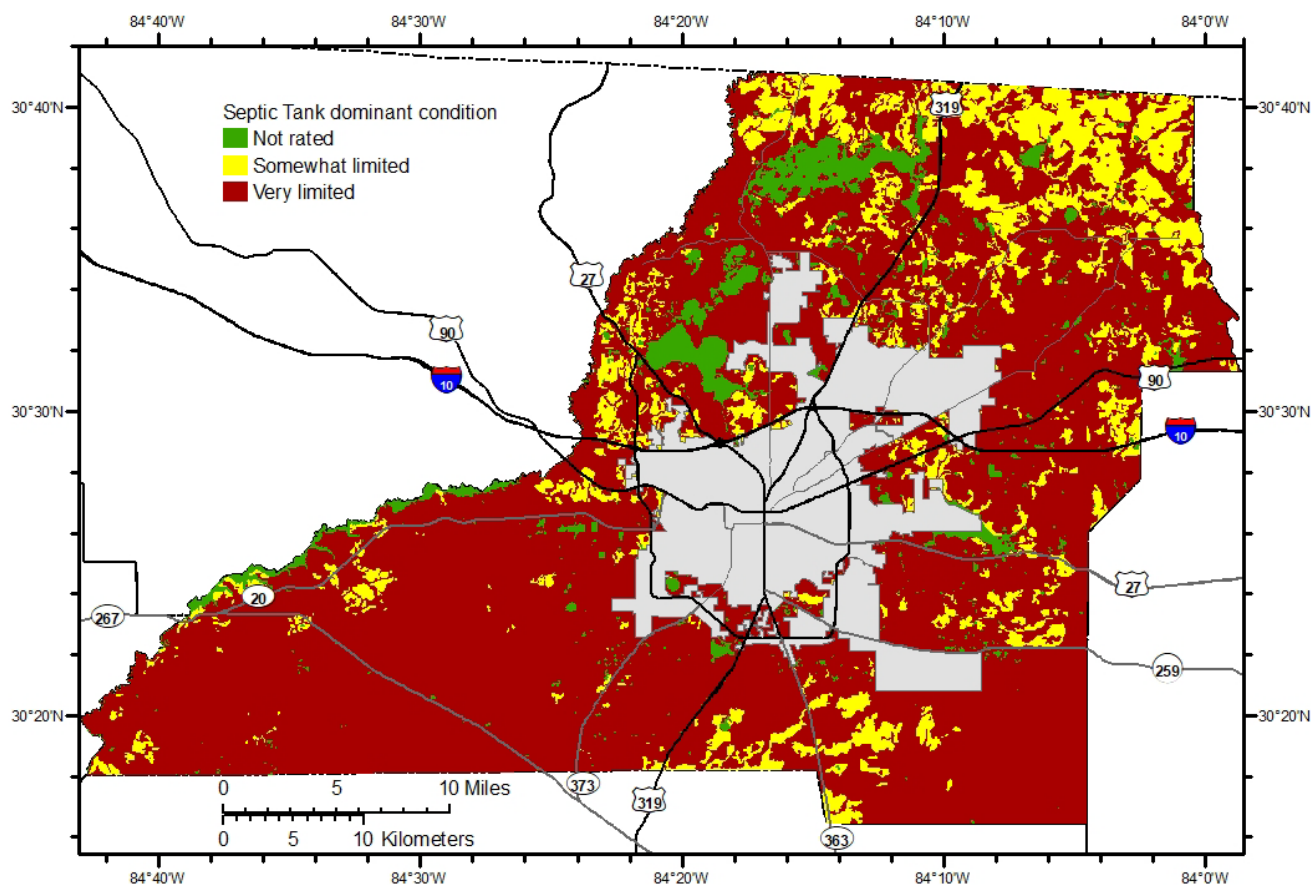 84°40'W 84°30'W 84°20'W 84°10'W 84°0'W
30°40'N 30°40'N
319
Septic Tank dominant condition
Not rated
Somewhat limited
Very limited
27
90
10
90
30°30'N 30°30'N
10
27
20
267
259
30°20'N 30°20'N
373
0 5 10 Miles
319
0 5 10 Kilometers
363
84°40'W 84°30'W 84°20'W 84°10'W 84°0'W